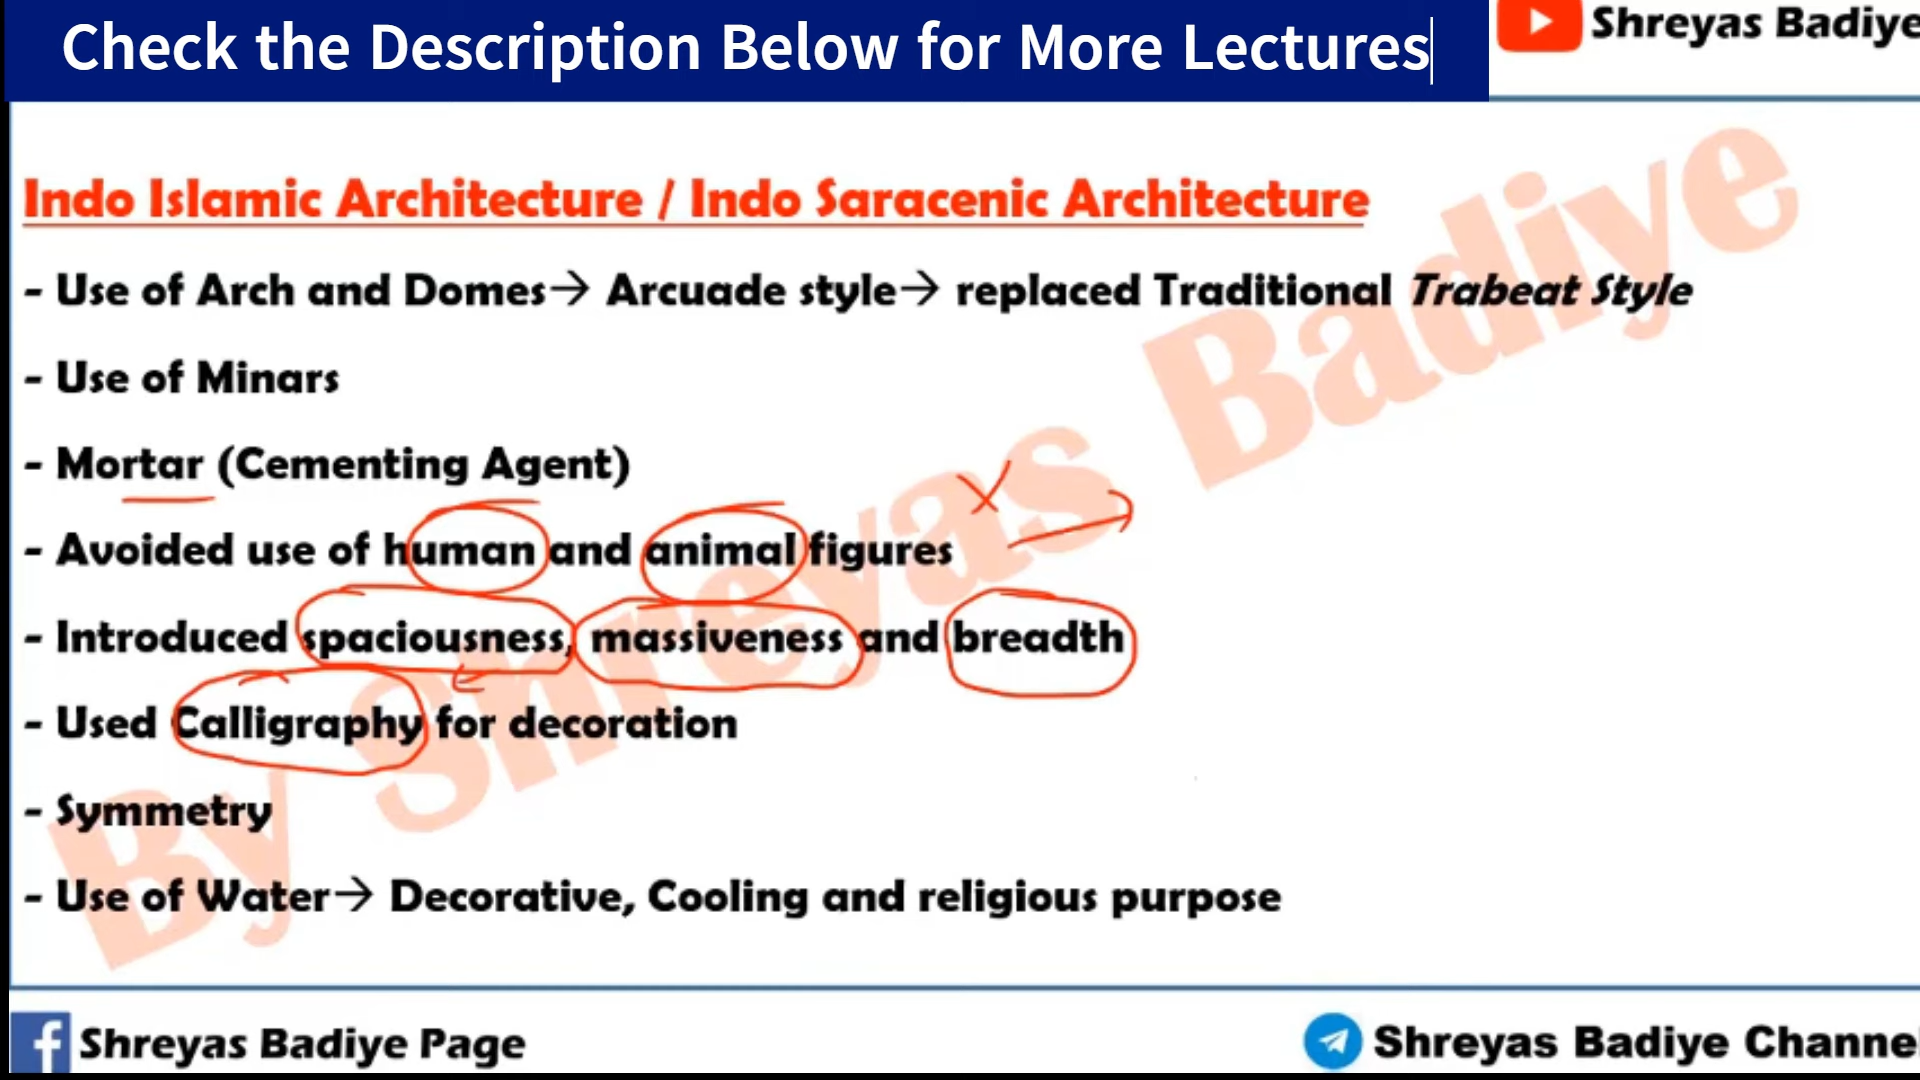 Check the Description Below for More Lectures
Shreyas Badiye
Indo Islamic Architecture / Indo Saracenic Architecture
- Use of Arch and Domes→ Arcuade style→ replaced Traditional Trabeat Style
- Use of Minars
- Mortar (Cementing Agent)
- Avoided use of human and animal figures
- Introduced spaciousness, massiveness and breadth
- Used Calligraphy for decoration
- Symmetry
- Use of Water→ Decorative, Cooling and religious purpose
By Shreyas Badiye
Shreyas Badiye Page
Shreyas Badiye Channe